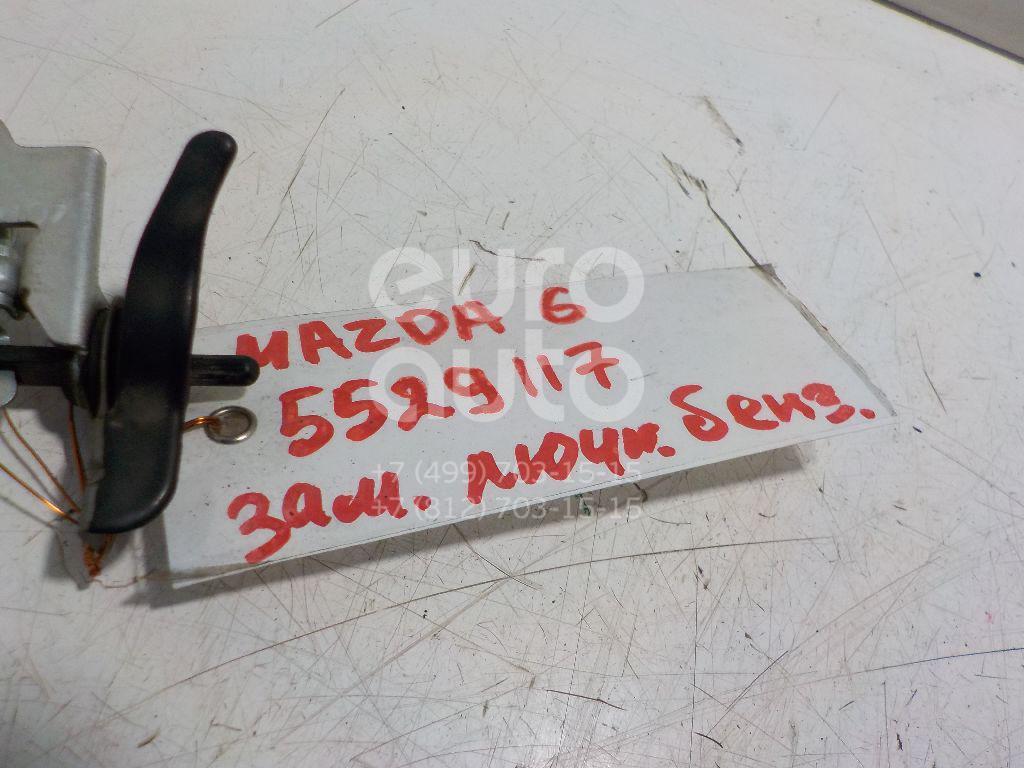 euro
auto
MAZDA 6
5529117
зам. лючк. бенз.
+7 (499) 703-15-15
+7 (812) 703-15-15